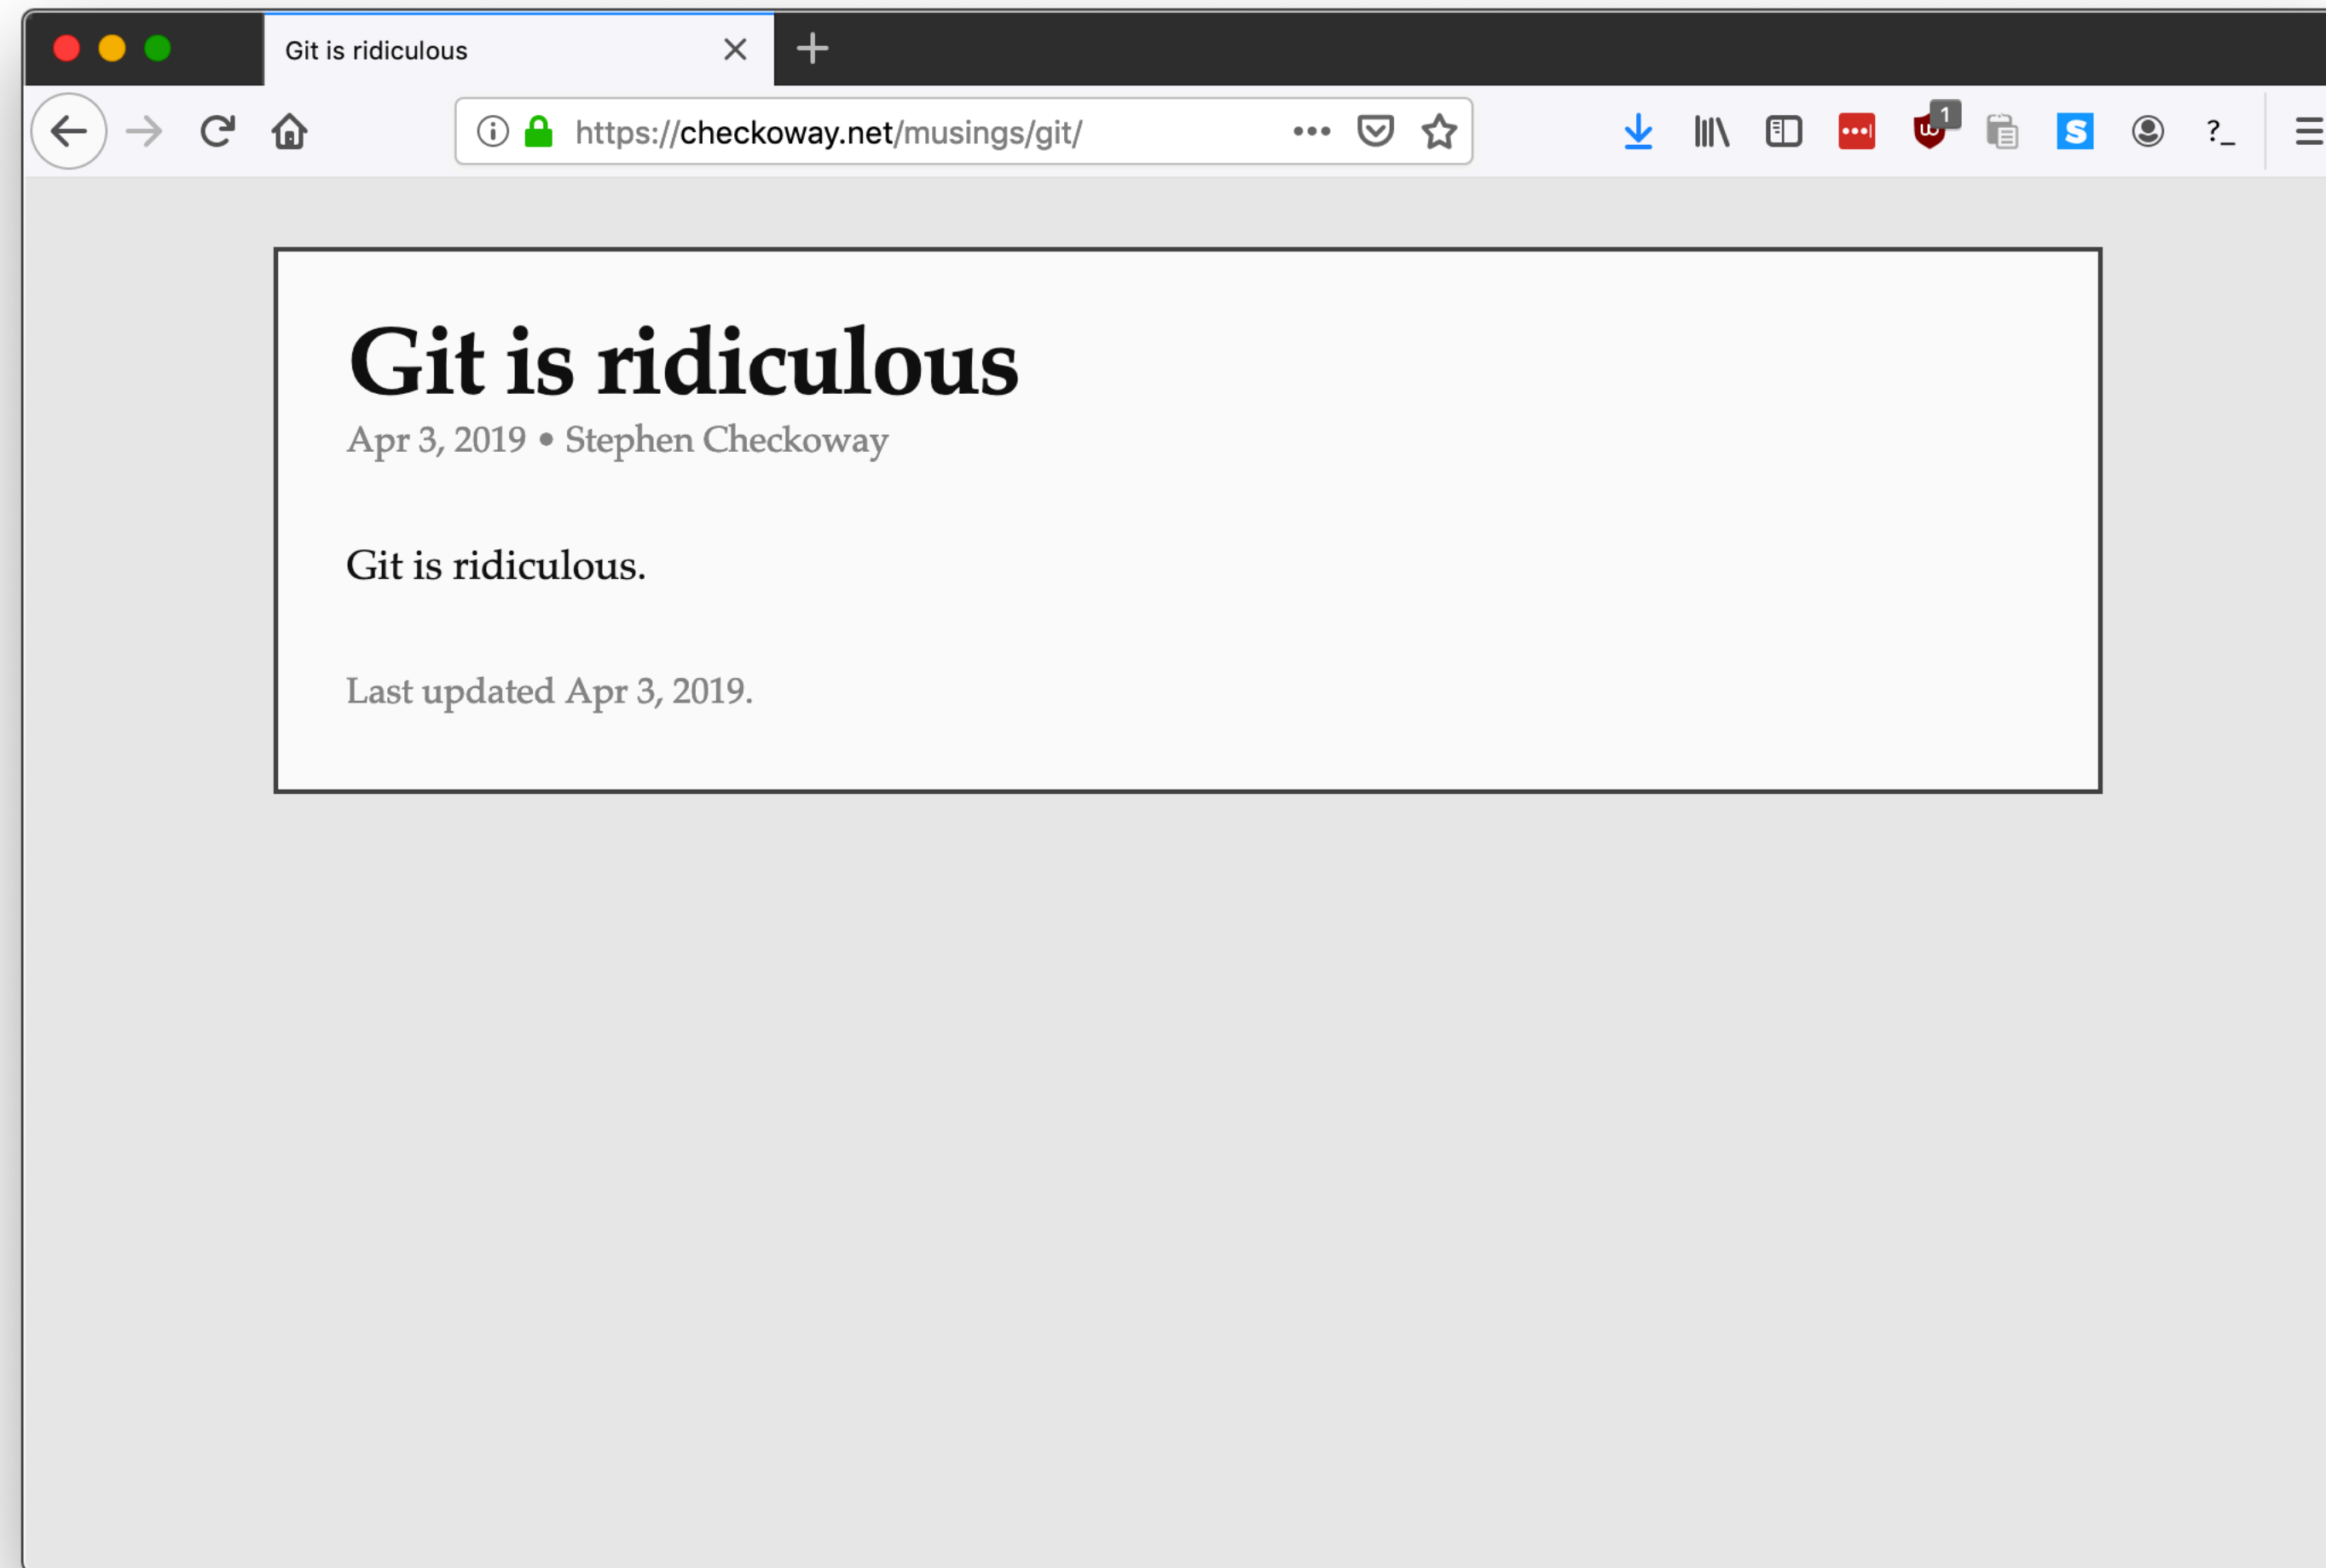 Git is ridiculous
https://checkoway.net/musings/git/
1
S
?_
Git is ridiculous
Apr 3, 2019 • Stephen Checkoway
Git is ridiculous.
Last updated Apr 3, 2019.